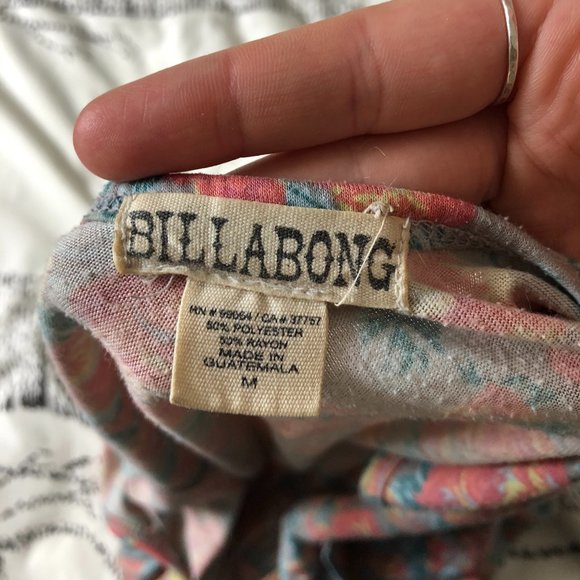 BILLABONG
RN # 99064 / CA # 37757
50% POLYESTER
50% RAYON
MADE IN
GUATEMALA
M